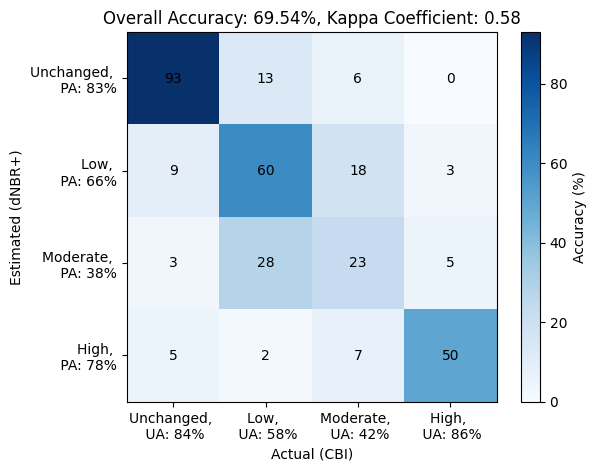 Overall Accuracy: 69.54%, Kappa Coefficient: 0.58
Unchanged,
PA: 83%
93 13 6 0
Low,
PA: 66%
9 60 18 3
Moderate,
PA: 38%
3 28 23 5
High,
PA: 78%
5 2 7 50
Unchanged, Low, Moderate, High,
UA: 84% UA: 58% UA: 42% UA: 86%
Actual (CBI)
Estimated (dNBR+)
80
60
40
20
0
Accuracy (%)